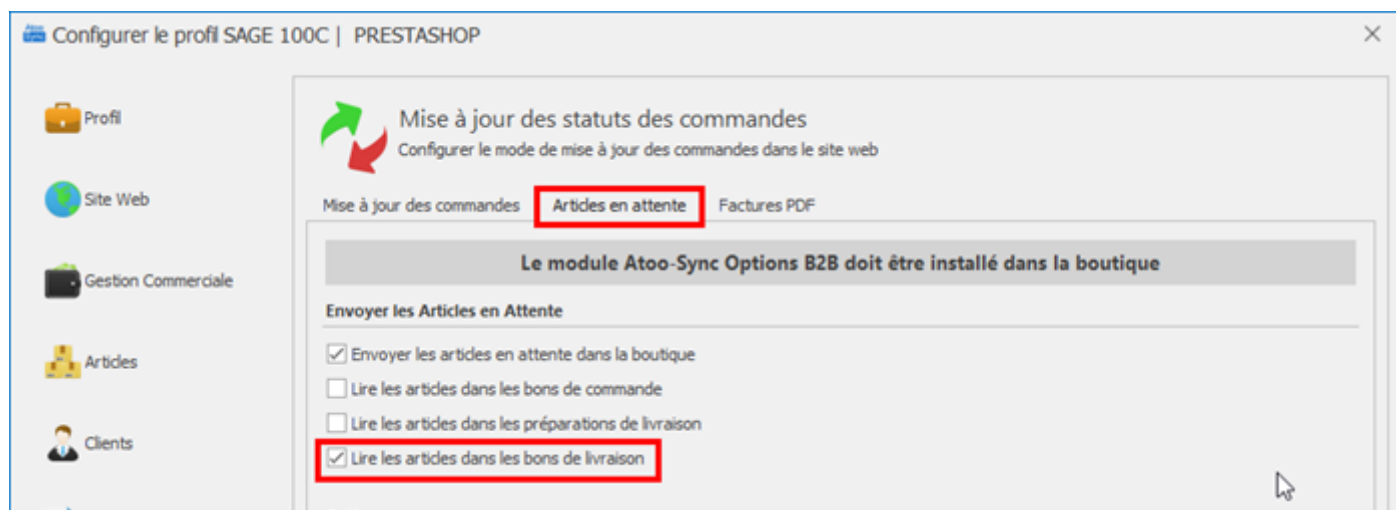 Atoo Sync
Configurer le profil SAGE 100C | PRESTASHOP
Profil
Site Web
Gestion Commerciale
Articles
Clients
Mise à jour des statuts des commandes
Configurer le mode de mise à jour des commandes dans le site web
Mise à jour des commandes Articles en attente Factures PDF
Le module Atoo-Sync Options B2B doit être installé dans la boutique
Envoyer les Articles en Attente
Envoyer les articles en attente dans la boutique
Lire les articles dans les bons de commande
Lire les articles dans les préparations de livraison
Lire les articles dans les bons de livraison